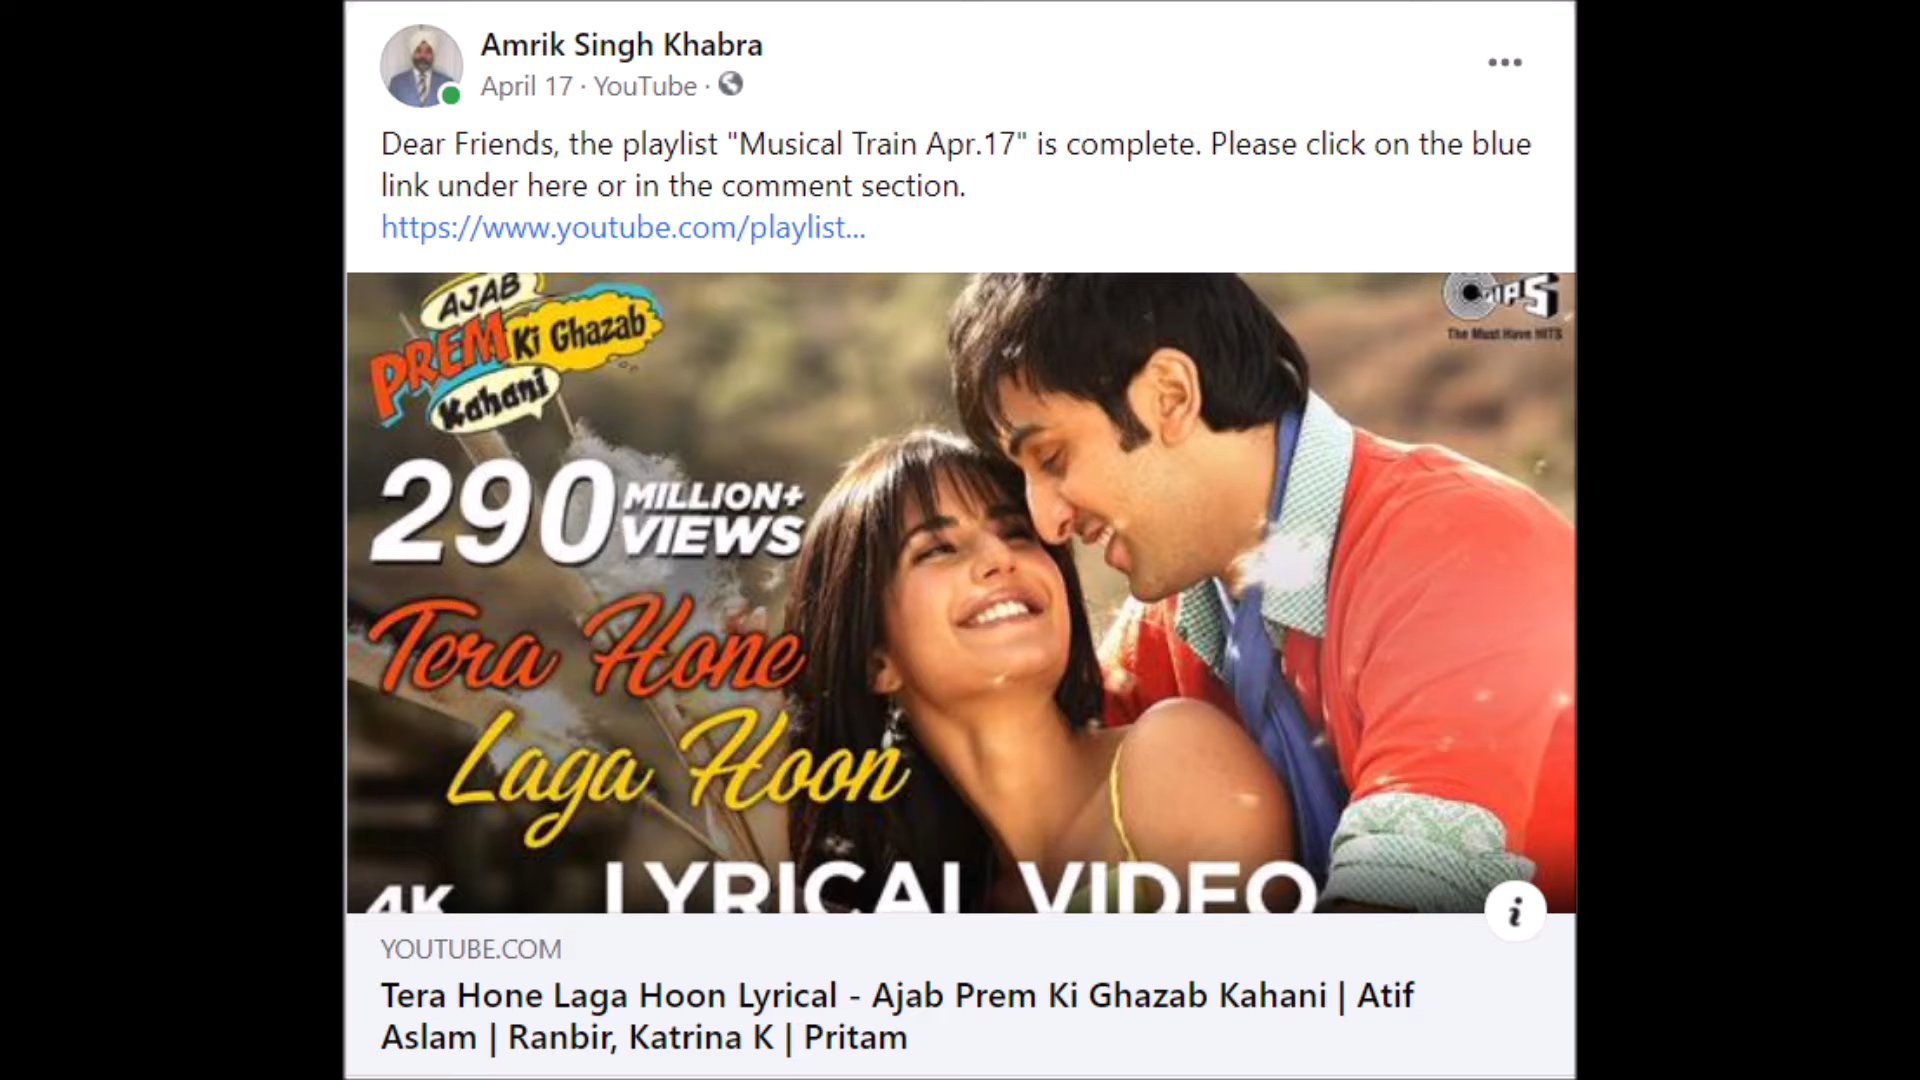 Amrik Singh Khabra
April 17 · YouTube ·
Dear Friends, the playlist "Musical Train Apr.17" is complete. Please click on the blue
link under here or in the comment section.
https://www.youtube.com/playlist...
AJAB
PREM Ki Ghazab
Kahani
TIPS
The Must Have HITS
290 MILLION+
VIEWS
Tera Hone
Laga Hoon
4K LYRICAL VIDEO
i
YOUTUBE.COM
Tera Hone Laga Hoon Lyrical - Ajab Prem Ki Ghazab Kahani | Atif
Aslam | Ranbir, Katrina K | Pritam